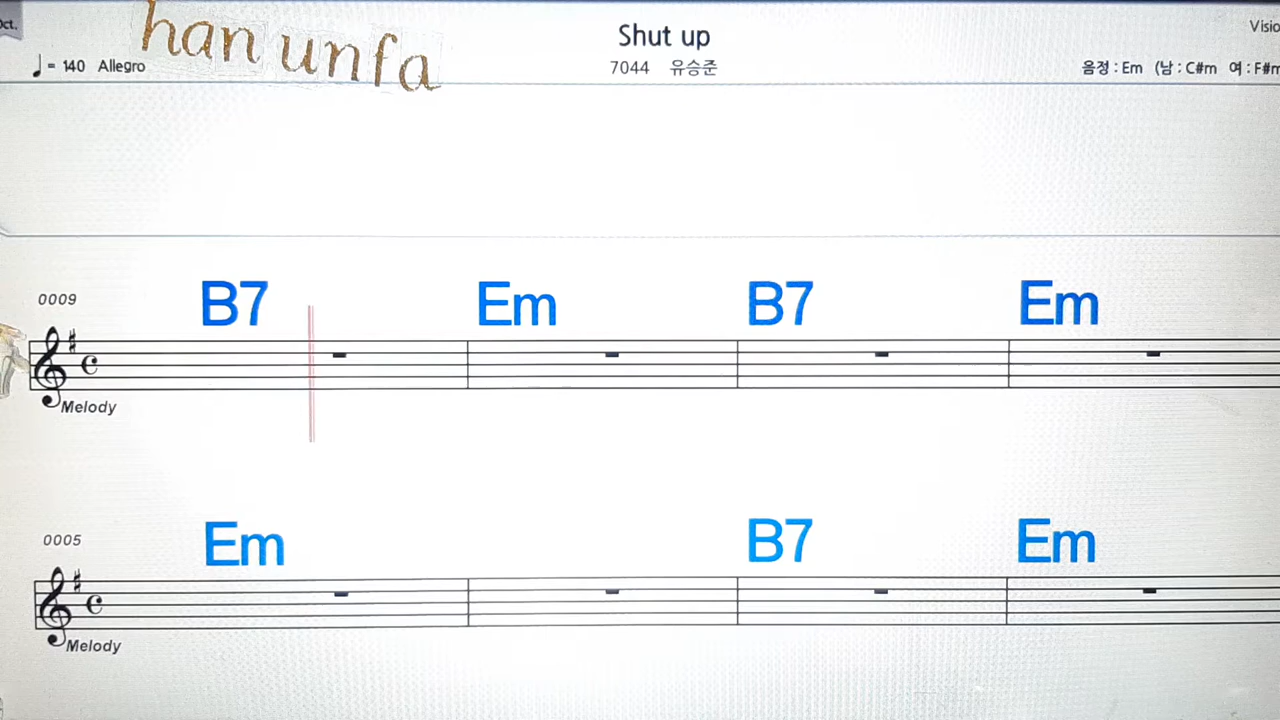 Oct.
han unfa
Shut up
Visio
♩ = 140 Allegro
7044 유승준
음정 : Em (남 : C#m 여 : F#m
0009
B7 Em B7 Em
Melody
0005
Em B7 Em
Melody